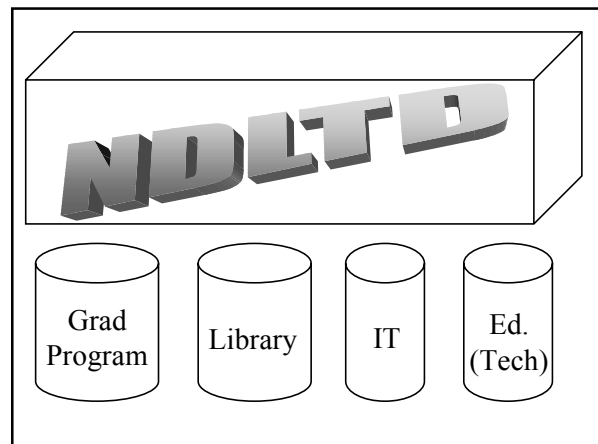 NDLTD
Grad
Program
Library
IT
Ed.
(Tech)